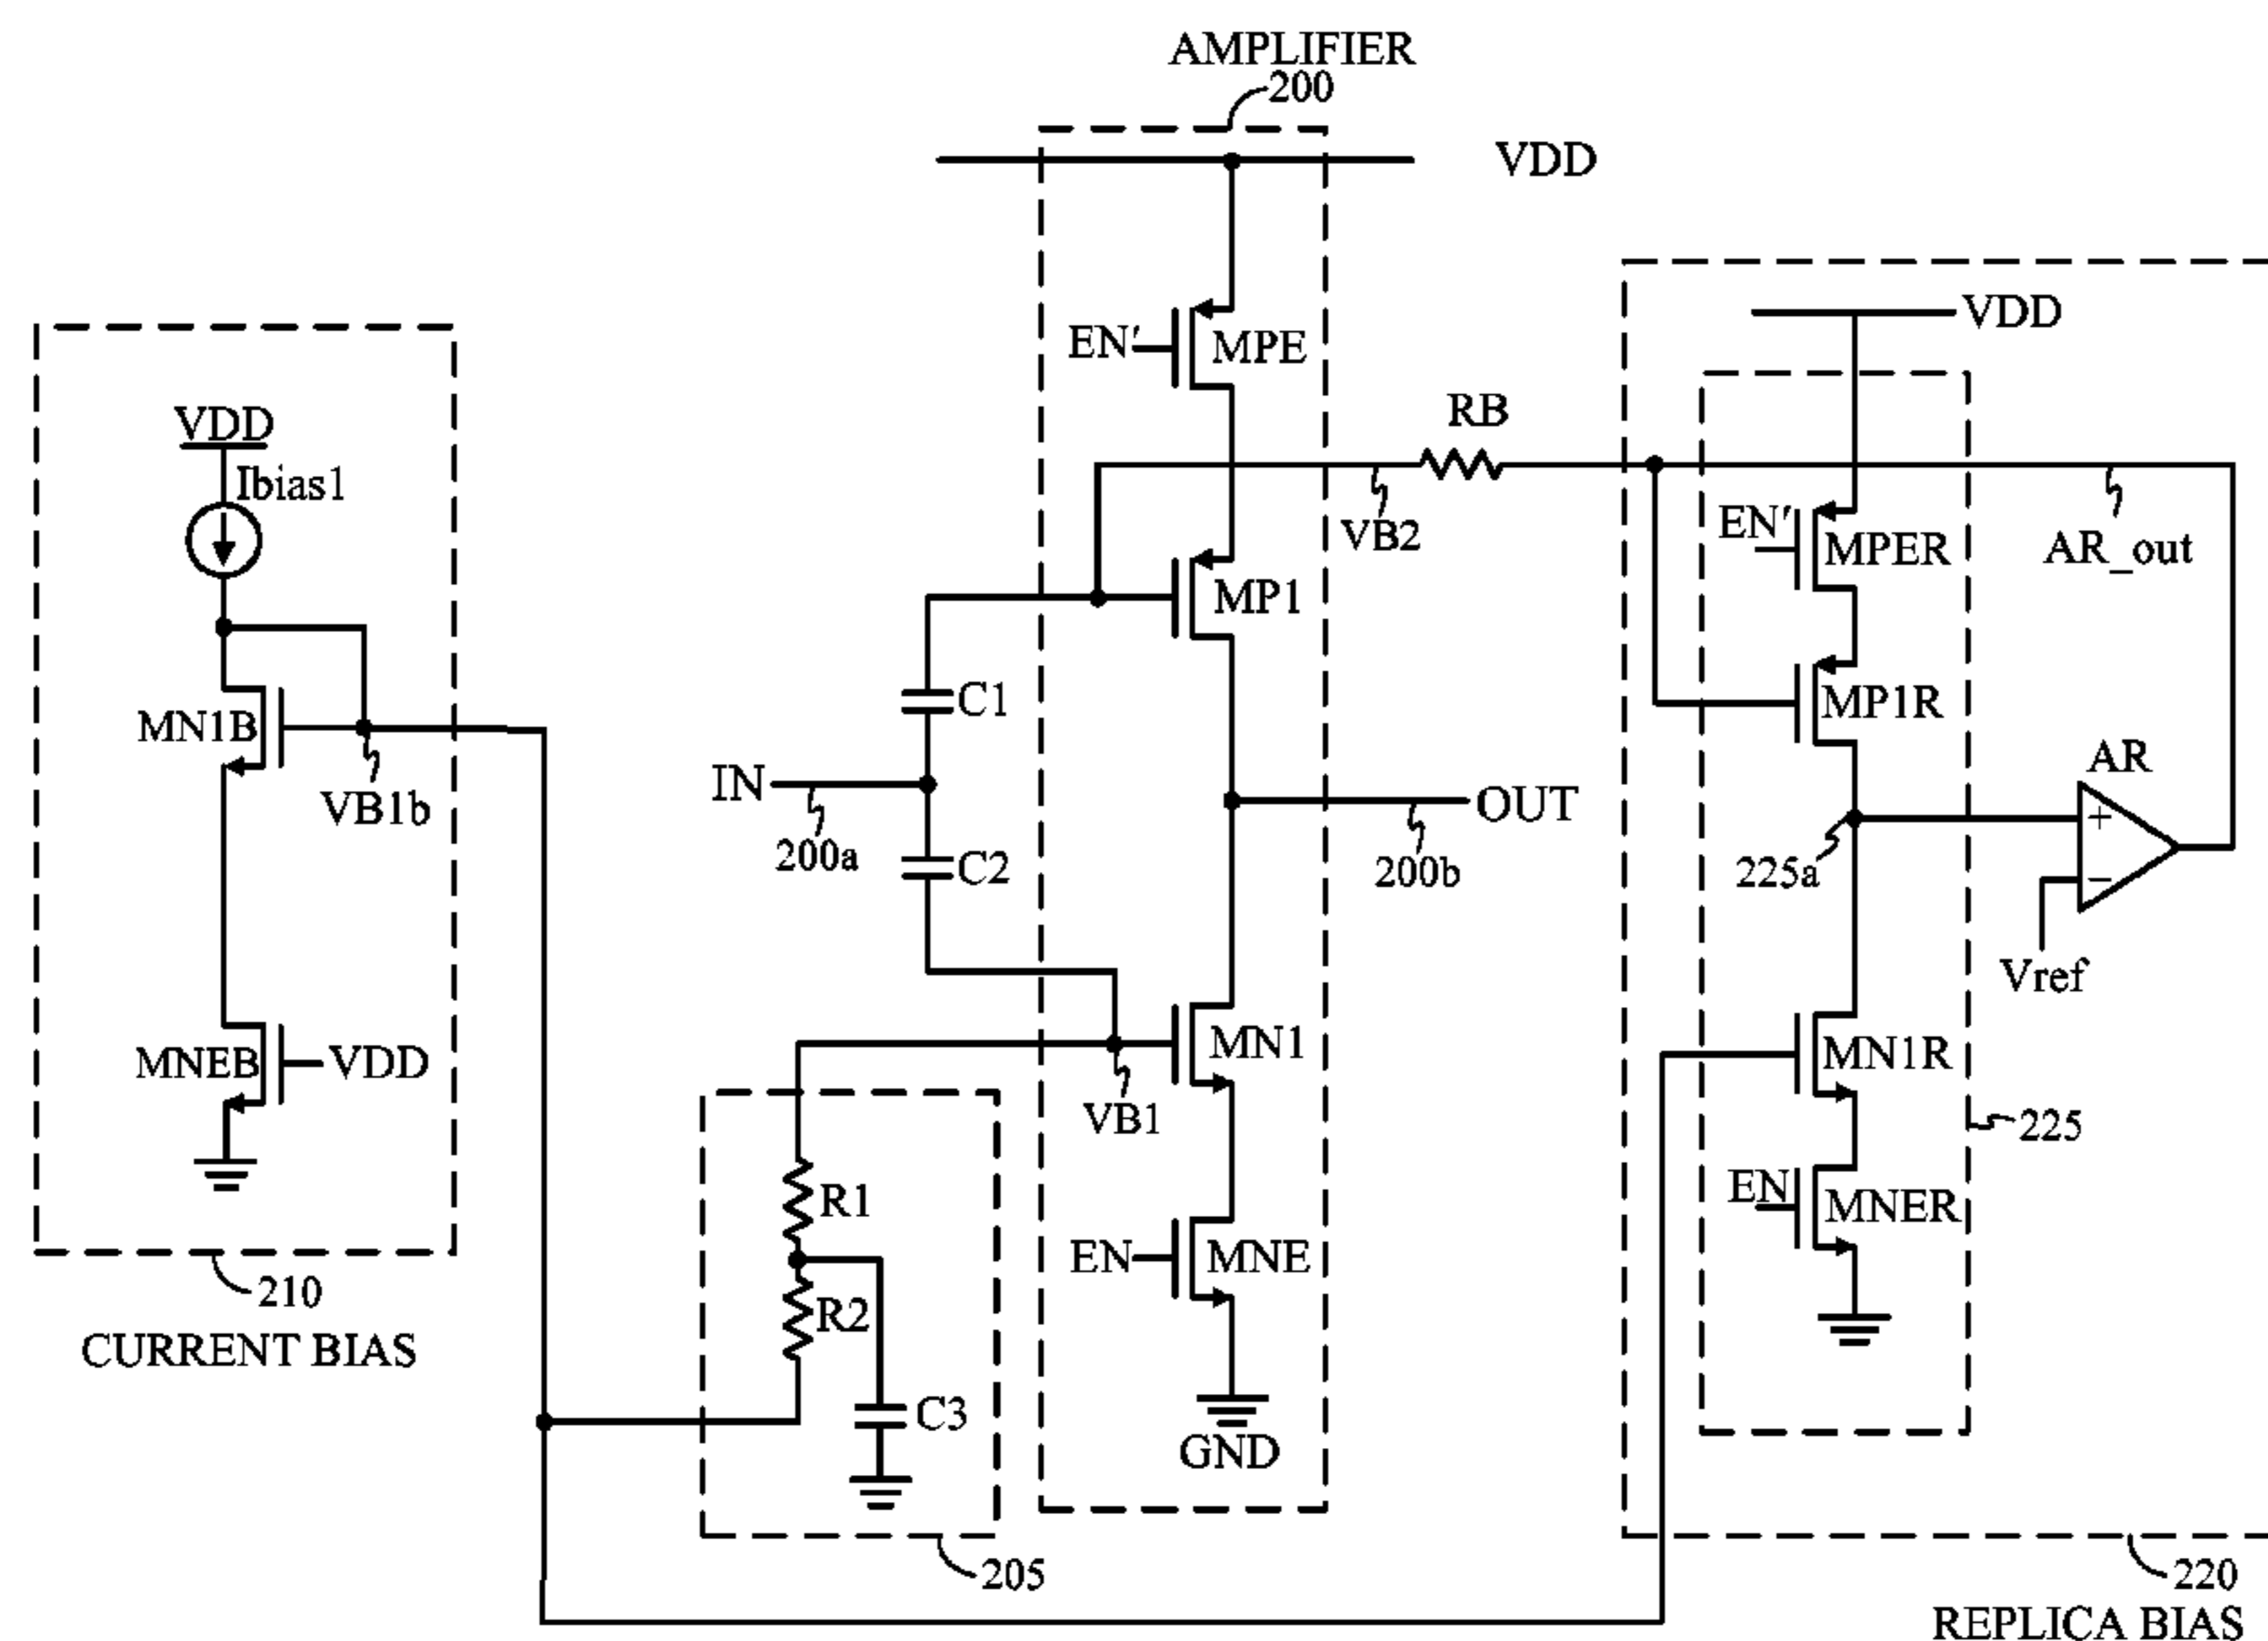 AMPLIFIER
200
VDD
EN'
MPE
RB
VB2
MP1
C1
IN
200a
C2
OUT
200b
MN1
VB1
EN
MNE
GND
R1
R2
C3
205
VDD
Ibias1
MN1B
VB1b
MNEB
VDD
210
CURRENT BIAS
VDD
EN'
MPER
AR_out
MP1R
AR
+
−
225a
Vref
MN1R
225
EN
MNER
220
REPLICA BIAS